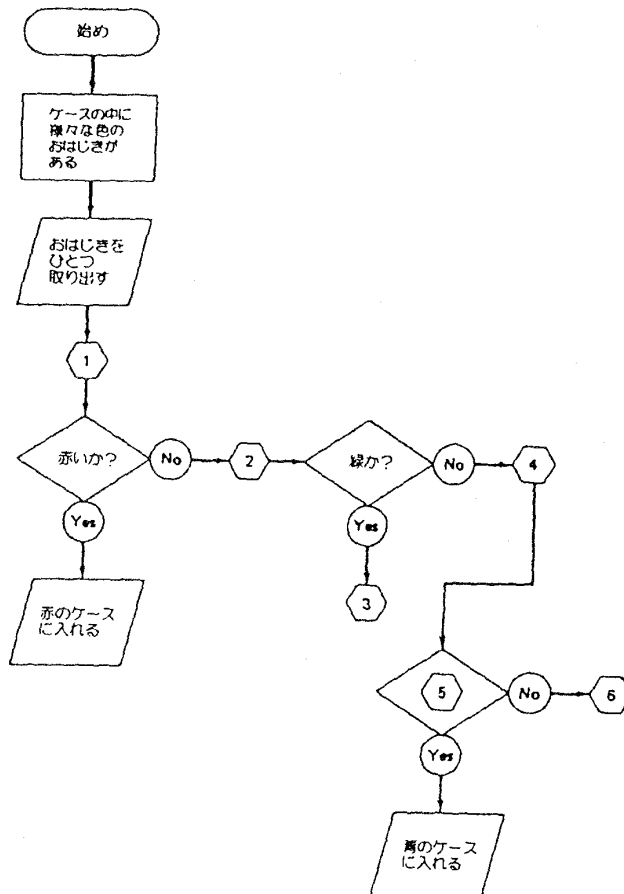 始め
ケースの中に
様々な色の
おはじきが
ある
おはじきを
ひとつ
取り出す
1
赤いか?
No
2
緑か?
No
4
Yes
Yes
赤のケース
に入れる
3
5
No
6
Yes
青のケース
に入れる